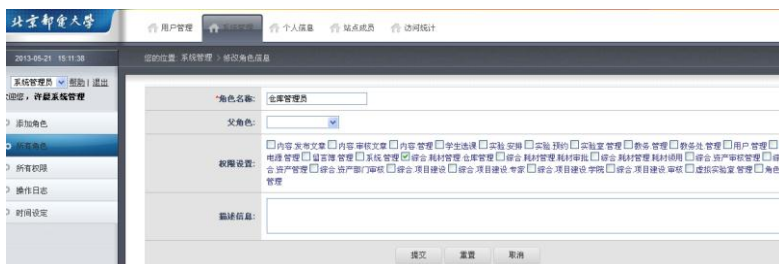 北京邮电大学
用户管理 系统管理 个人信息 站点成员 访问统计
2013-05-21 15:11:30
您的位置: 系统管理 > 修改角色信息
系统管理员 帮助 | 退出
欢迎您，许最系统管理
添加角色
所有角色
所有权限
操作日志
时间设定
*角色名称: 仓库管理员
父角色:
权限设置:
内容 发布文章 内容 审核文章 内容 管理 学生选课 实验 安排 实验 预约 实验室 管理 教务 管理 教务处 管理 用户 管理
电缆 管理 留言簿 管理 系统 管理 综合 耗材管理 仓库管理 综合 耗材管理 耗材审批 综合 耗材管理 耗材领用 综合 资产审核管理 综
合 资产管理 综合 资产部门审核 综合 项目建设 综合 项目建设 专家 综合 项目建设 学院 综合 项目建设 审核 虚拟实验室 管理 角色
管理
描述信息:
提交 重置 取消